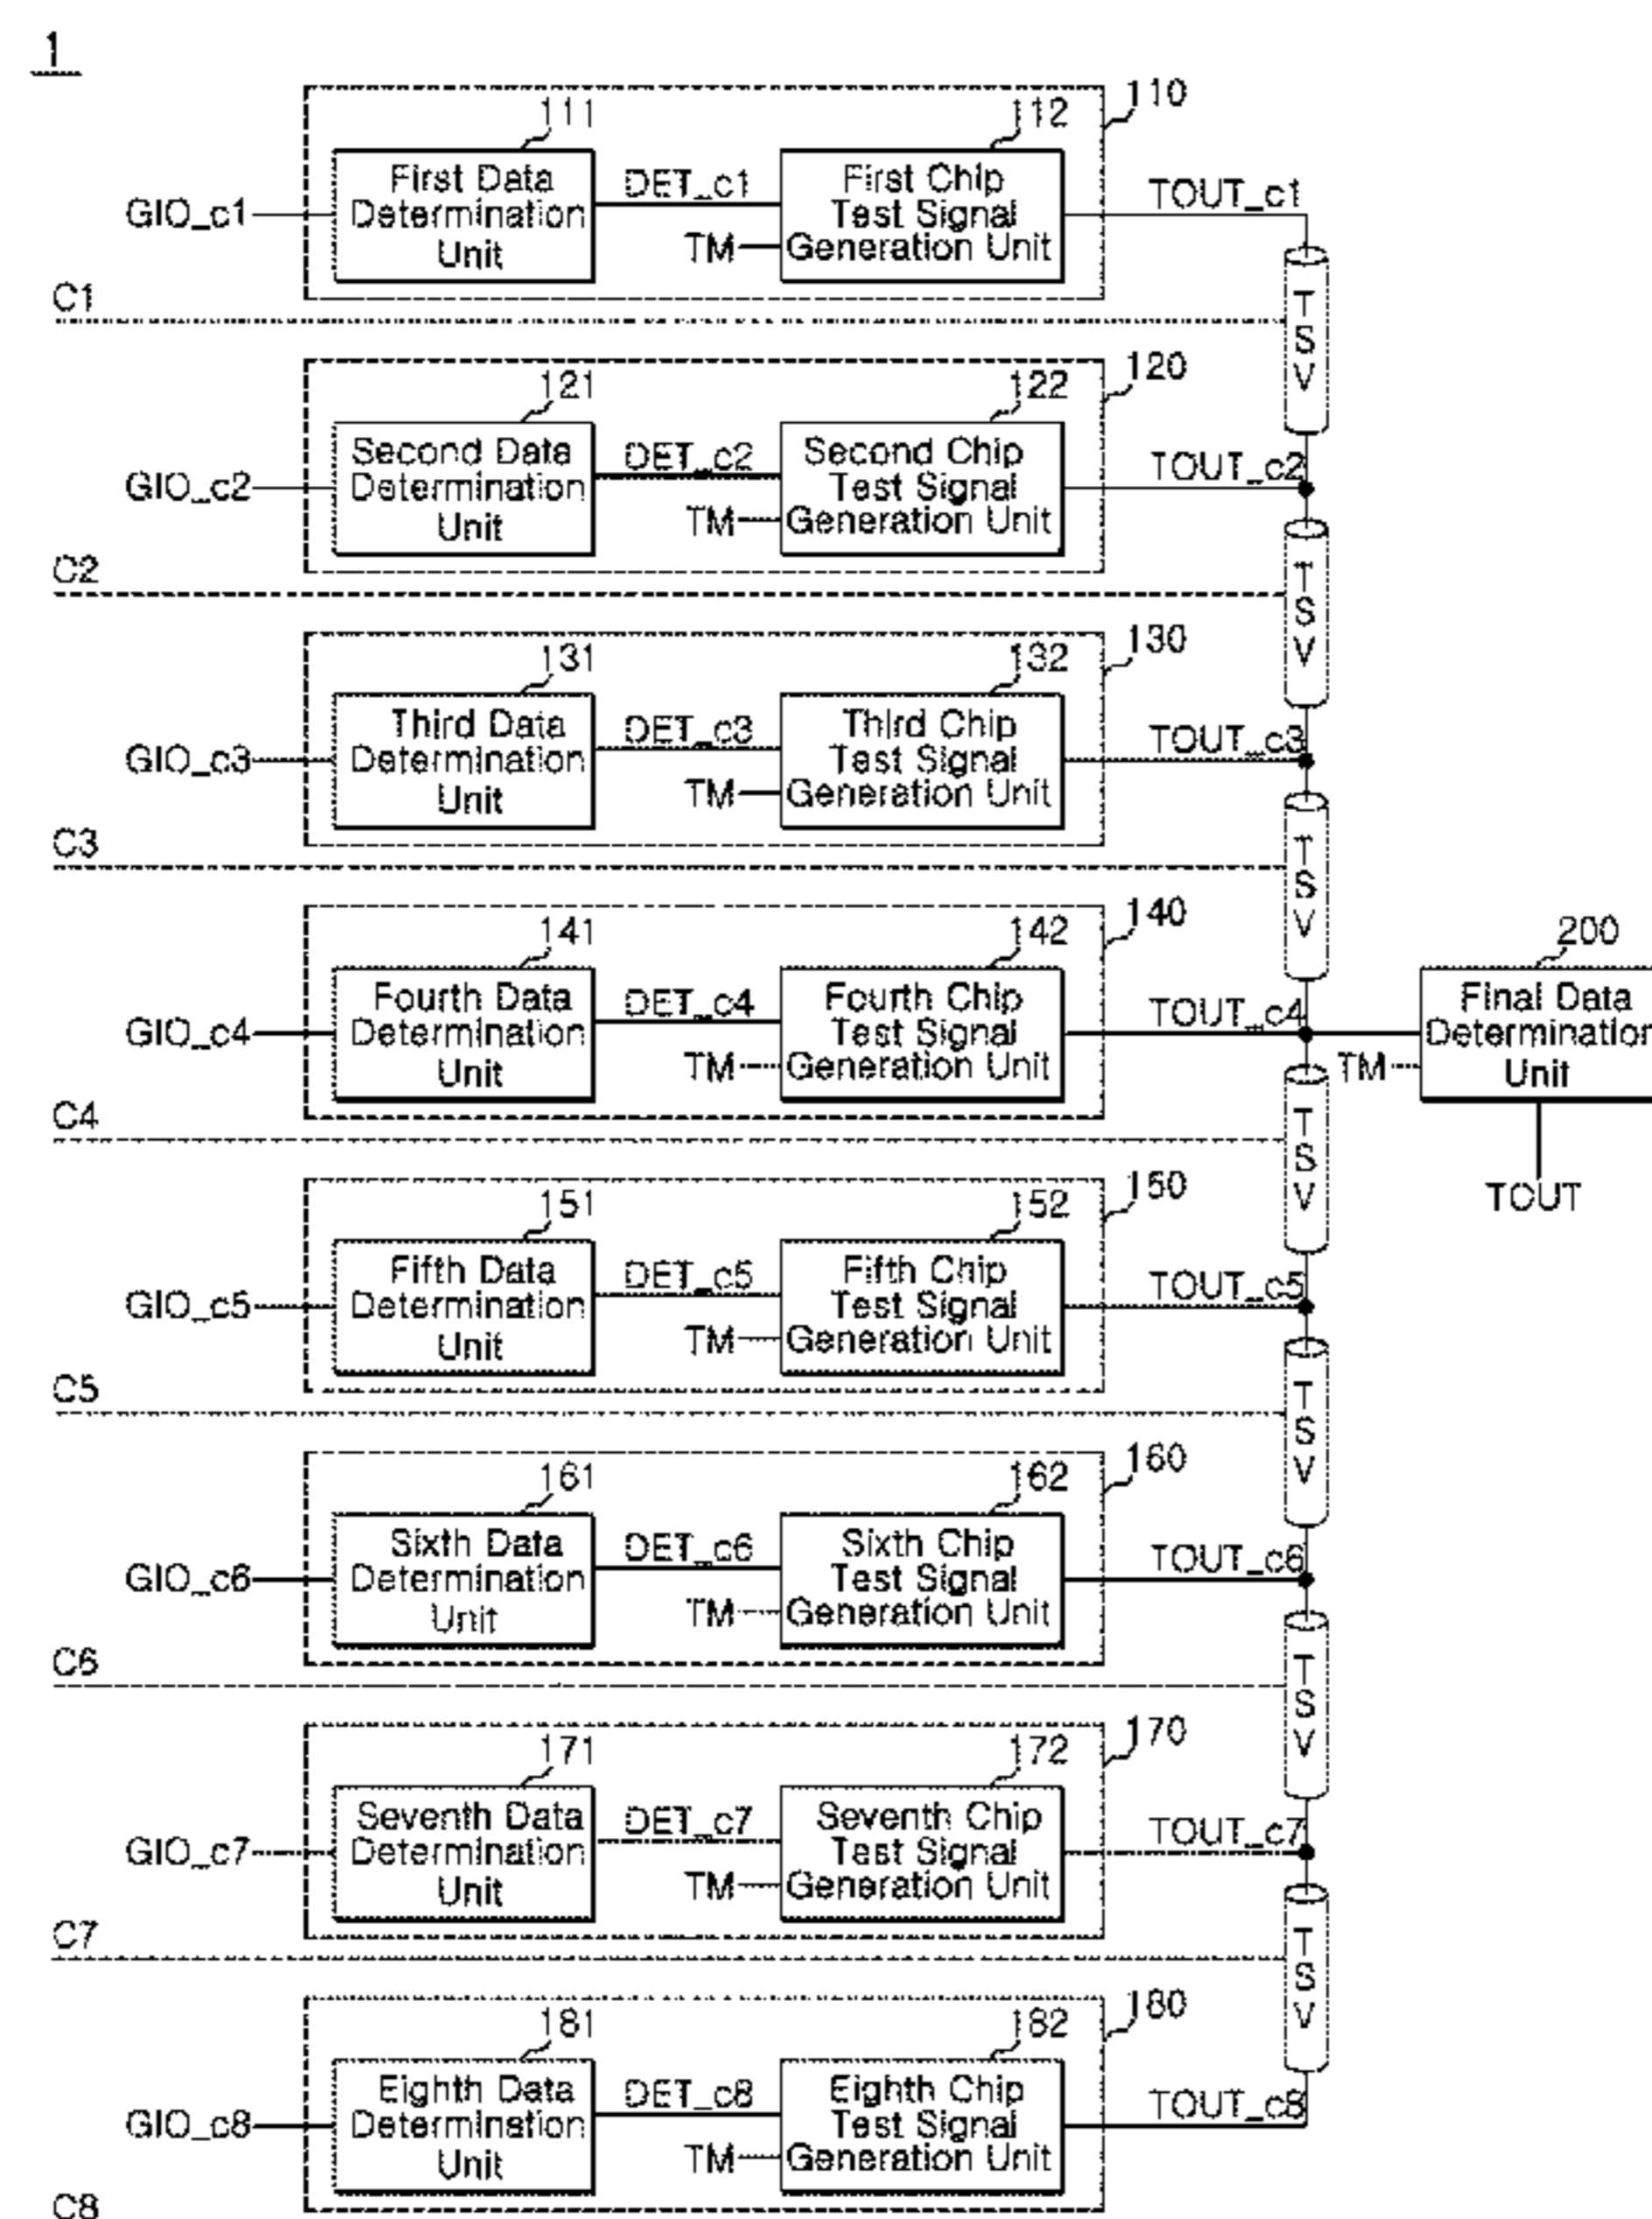 1
110
111
112
GIO_c1
First Data
Determination
Unit
DET_c1
TM
First Chip
Test Signal
Generation Unit
TOUT_c1
C1
T
S
V
120
121
122
GIO_c2
Second Data
Determination
Unit
DET_c2
TM
Second Chip
Test Signal
Generation Unit
TOUT_c2
C2
T
S
V
130
131
132
GIO_c3
Third Data
Determination
Unit
DET_c3
TM
Third Chip
Test Signal
Generation Unit
TOUT_c3
C3
T
S
V
140
141
142
GIO_c4
Fourth Data
Determination
Unit
DET_c4
TM
Fourth Chip
Test Signal
Generation Unit
TOUT_c4
200
Final Data
Determination
Unit
TM
TOUT
C4
T
S
V
150
151
152
GIO_c5
Fifth Data
Determination
Unit
DET_c5
TM
Fifth Chip
Test Signal
Generation Unit
TOUT_c5
C5
T
S
V
160
161
162
GIO_c6
Sixth Data
Determination
Unit
DET_c6
TM
Sixth Chip
Test Signal
Generation Unit
TOUT_c6
C6
T
S
V
170
171
172
GIO_c7
Seventh Data
Determination
Unit
DET_c7
TM
Seventh Chip
Test Signal
Generation Unit
TOUT_c7
C7
T
S
V
180
181
182
GIO_c8
Eighth Data
Determination
Unit
DET_c8
TM
Eighth Chip
Test Signal
Generation Unit
TOUT_c8
C8